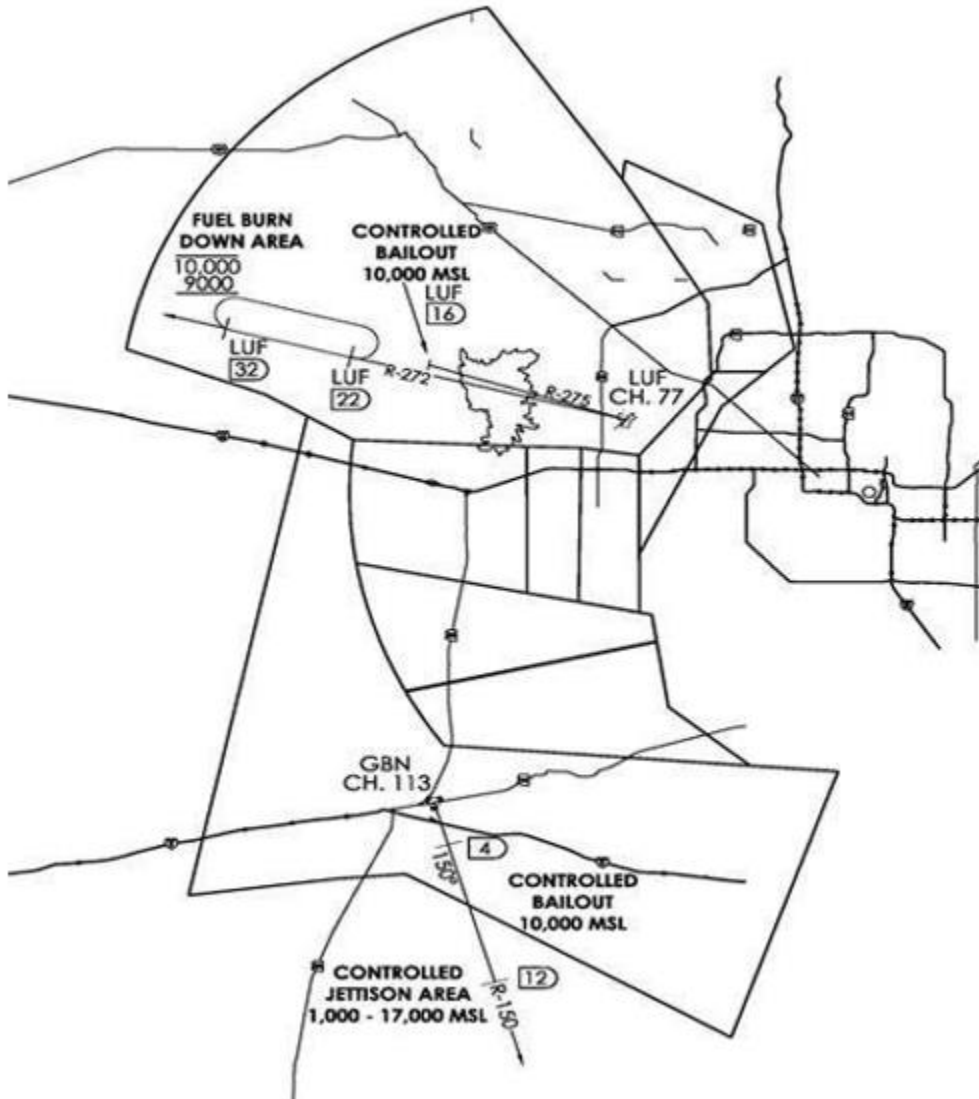 FUEL BURN
DOWN AREA
10,000
9000
CONTROLLED
BAILOUT
10,000 MSL
LUF
16
LUF
32
LUF
22
R-272
R-275
LUF
CH. 77
GBN
CH. 113
150°
4
CONTROLLED
BAILOUT
10,000 MSL
12
R-150
CONTROLLED
JETTISON AREA
1,000 - 17,000 MSL